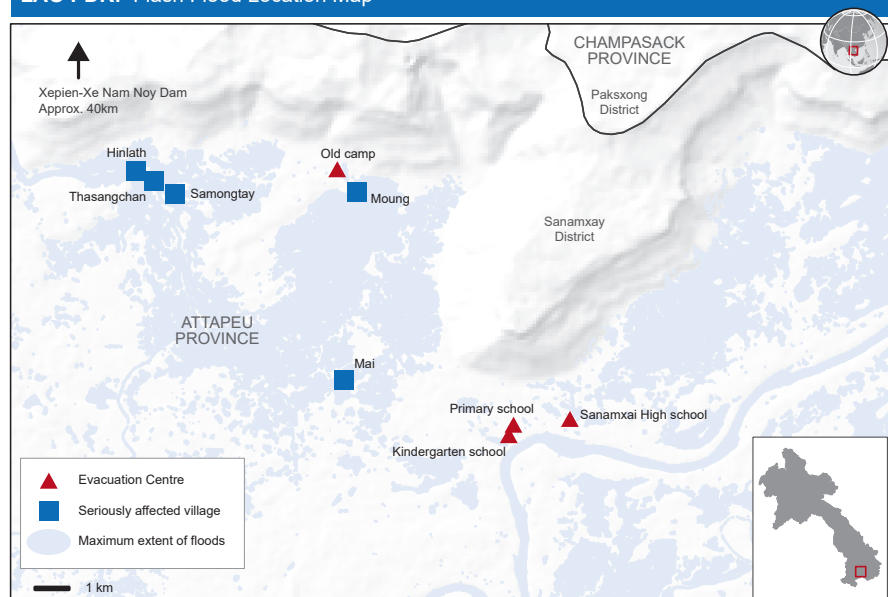 LAO PDR: Flash Flood Location Map
CHAMPASACK
PROVINCE
Paksxong
District
Xepien-Xe Nam Noy Dam
Approx. 40km
Hinlath
Old camp
Thasangchan
Samongtay
Moung
Sanamxay
District
ATTAPEU
PROVINCE
Mai
Primary school
Sanamxai High school
Kindergarten school
Evacuation Centre
Seriously affected village
Maximum extent of floods
1 km